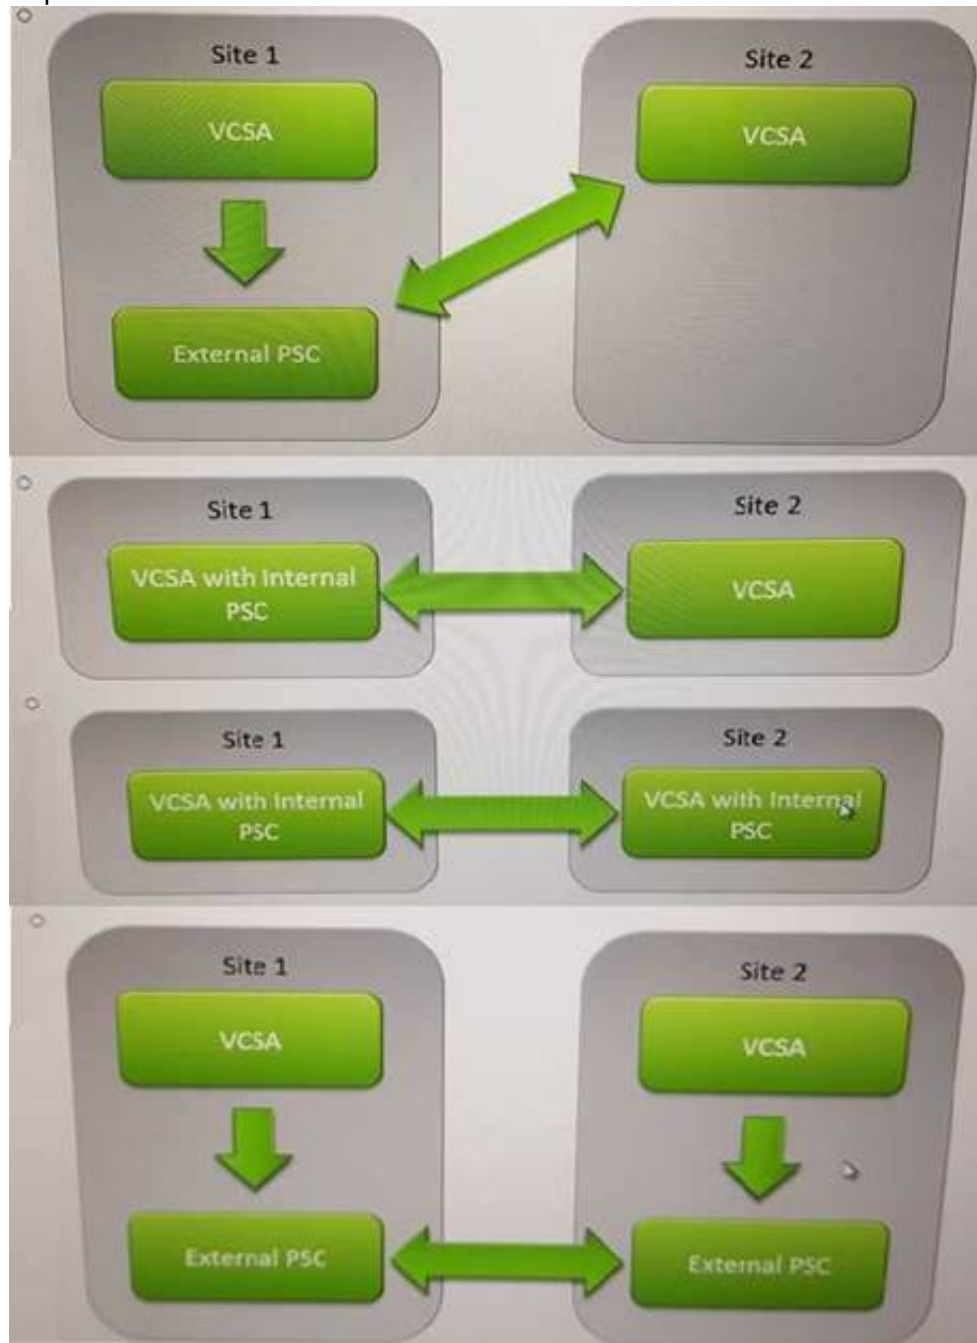 Site 1
Site 2
VCSA
VCSA
External PSC
Site 1
Site 2
VCSA with Internal
PSC
VCSA
Site 1
Site 2
VCSA with Internal
PSC
VCSA with Internal
PSC
Site 1
Site 2
VCSA
VCSA
External PSC
External PSC